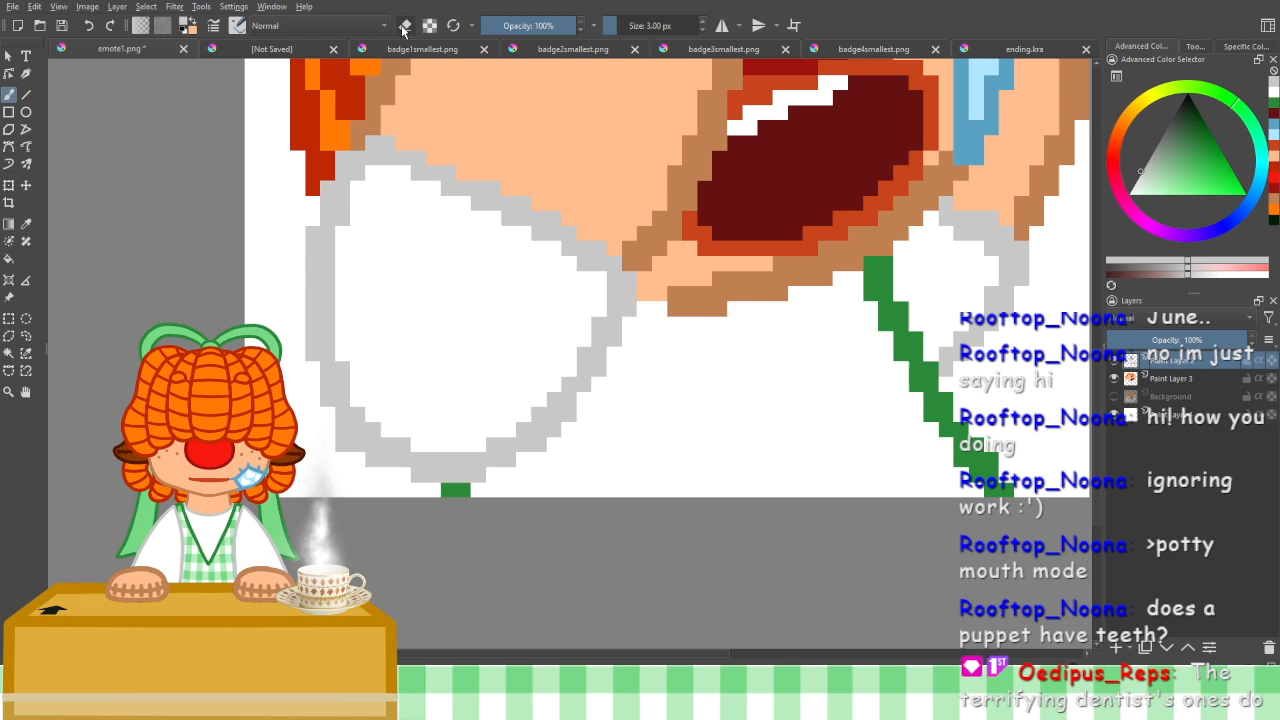 File Edit View Image Layer Select Filter Tools Settings Window Help
Normal
Opacity: 100%
Size: 3.00 px
emote1.png *
[Not Saved]
badge1smallest.png
badge2smallest.png
badge3smallest.png
badge4smallest.png
ending.kra
Advanced Col...
Too...
Specific Col...
Advanced Color Selector
Layers
Opacity: 100%
Paint Layer 3
Background
Rooftop_Noona: June..
Rooftop_Noona: no im just
saying hi
Rooftop_Noona: hi! how you
doing
Rooftop_Noona: ignoring
work :')
Rooftop_Noona: >potty
mouth mode
Rooftop_Noona: does a
puppet have teeth?
1ST Oedipus_Reps: The
terrifying dentist's ones do